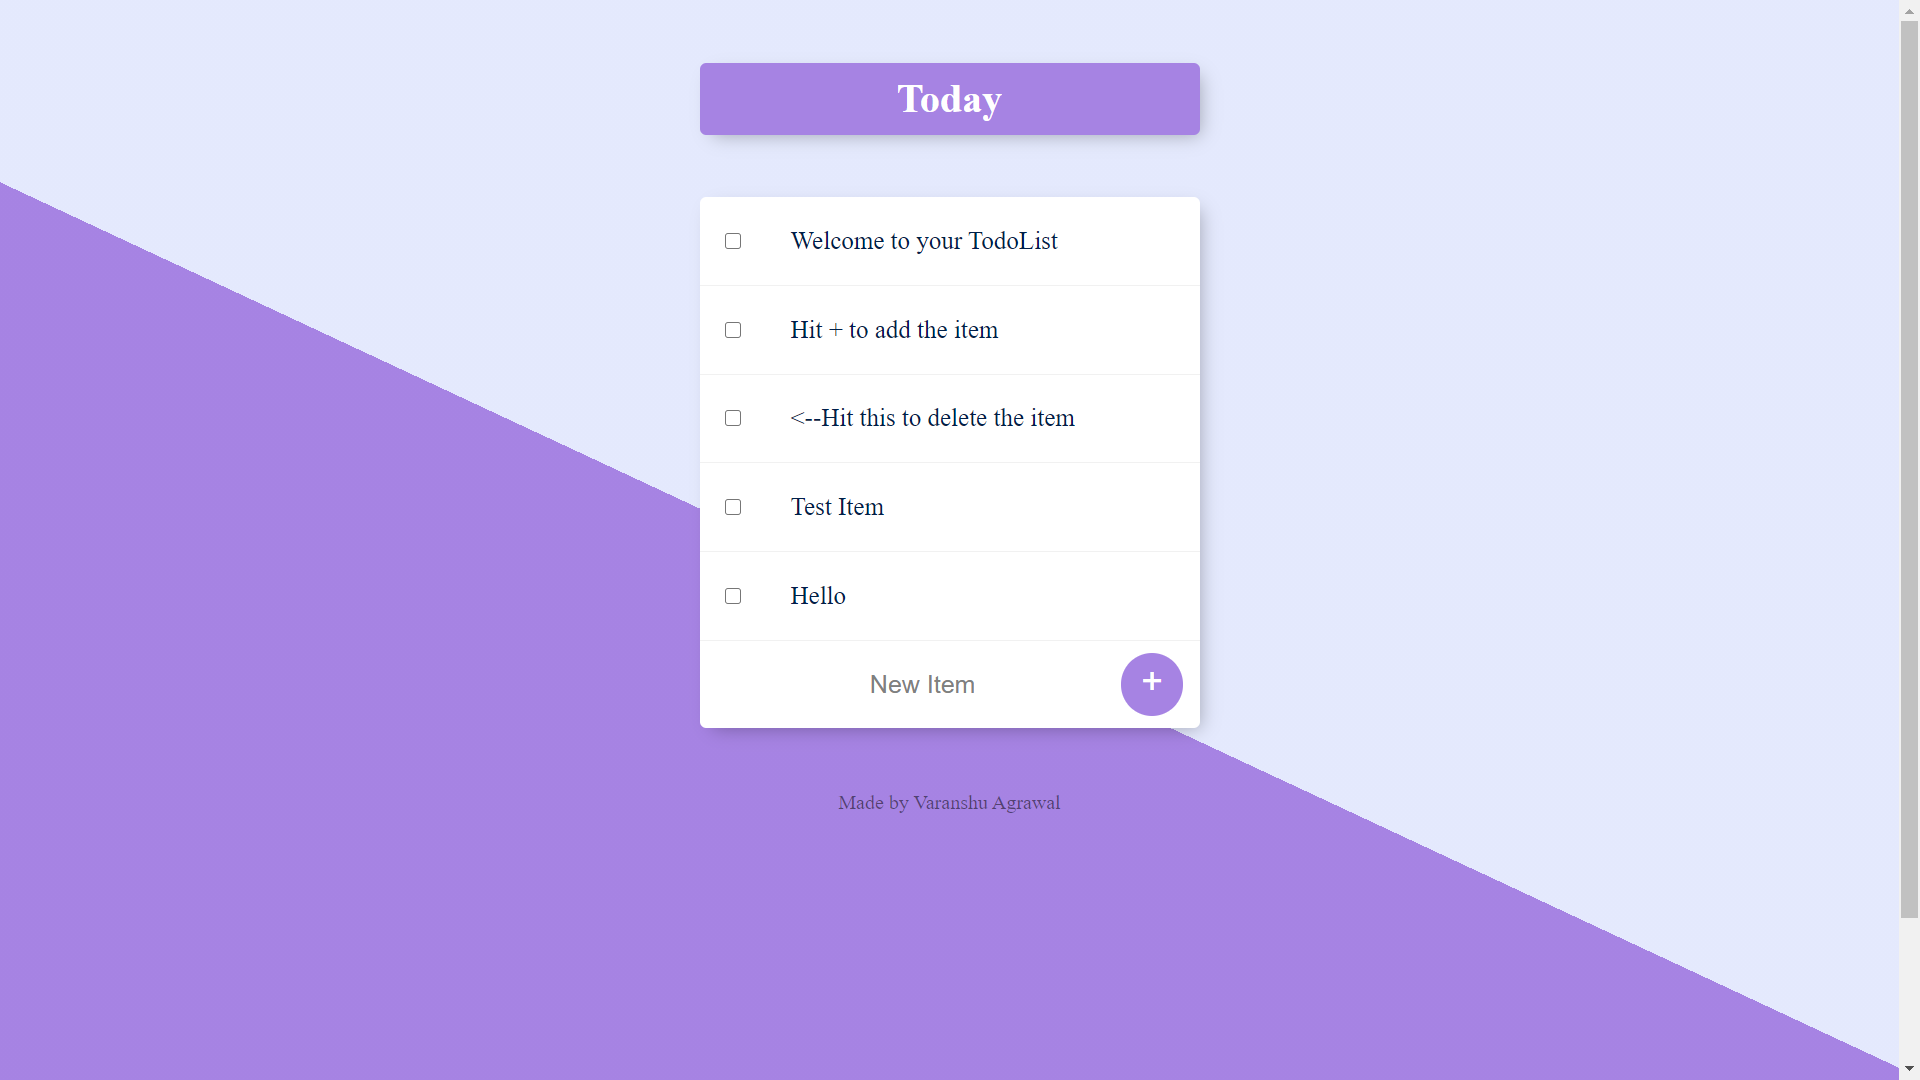 Today
Welcome to your TodoList
Hit + to add the item
<--Hit this to delete the item
Test Item
Hello
New Item +
Made by Varanshu Agrawal